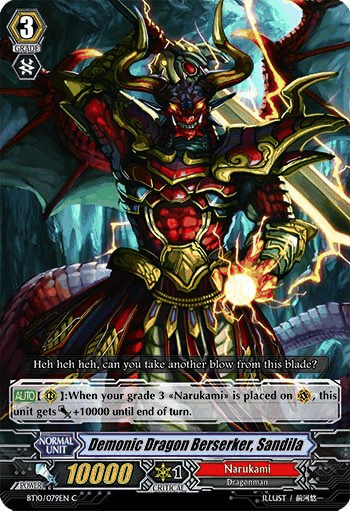 3
GRADE
Heh heh heh, can you take another blow from this blade?
AUTO [ ]:When your grade 3 «Narukami» is placed on , this
unit gets +10000 until end of turn.
NORMAL UNIT
Demonic Dragon Berserker, Sandila
POWER 10000 1 CRITICAL
Narukami
Dragonman
BT10/079EN C
ILLUST / 前河悠